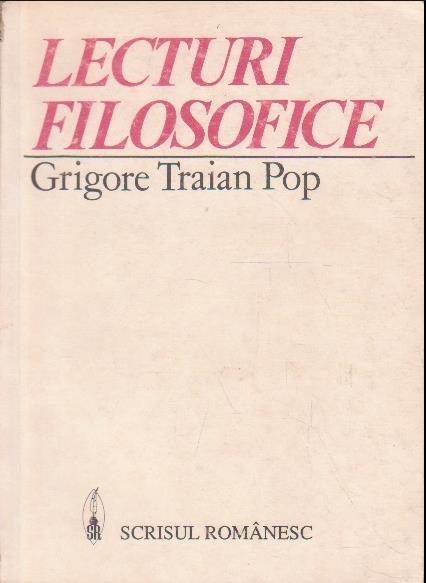 LECTURI
FILOSOFICE
Grigore Traian Pop
SR
SCRISUL ROMÂNESC